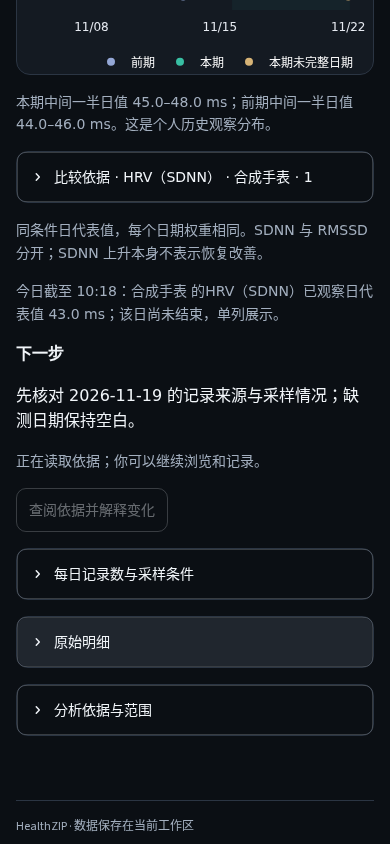 11/08 11/15 11/22
前期 本期 本期未完整日
本期中间一半日值 45.0–48.0 ms；前期中间一半日值
44.0–46.0 ms。这是个人历史观察分布。
比较依据 · HRV（SDNN） · 合成手表 · 1
同条件日代表值，每个日期权重相同。SDNN 与 RMSSD
分开；SDNN 上升本身不表示恢复改善。
今日截至 10:18：合成手表 的HRV（SDNN）已观察日代
表值 43.0 ms；该日尚未结束，单列展示。
下一步
先核对 2026-11-19 的记录来源与采样情况；缺
测日期保持空白。
正在读取依据；你可以继续浏览和记录。
查阅依据并解释变化
每日记录数与采样条件
原始明细
分析依据与范围
HealthZIP · 数据保存在当前工作区